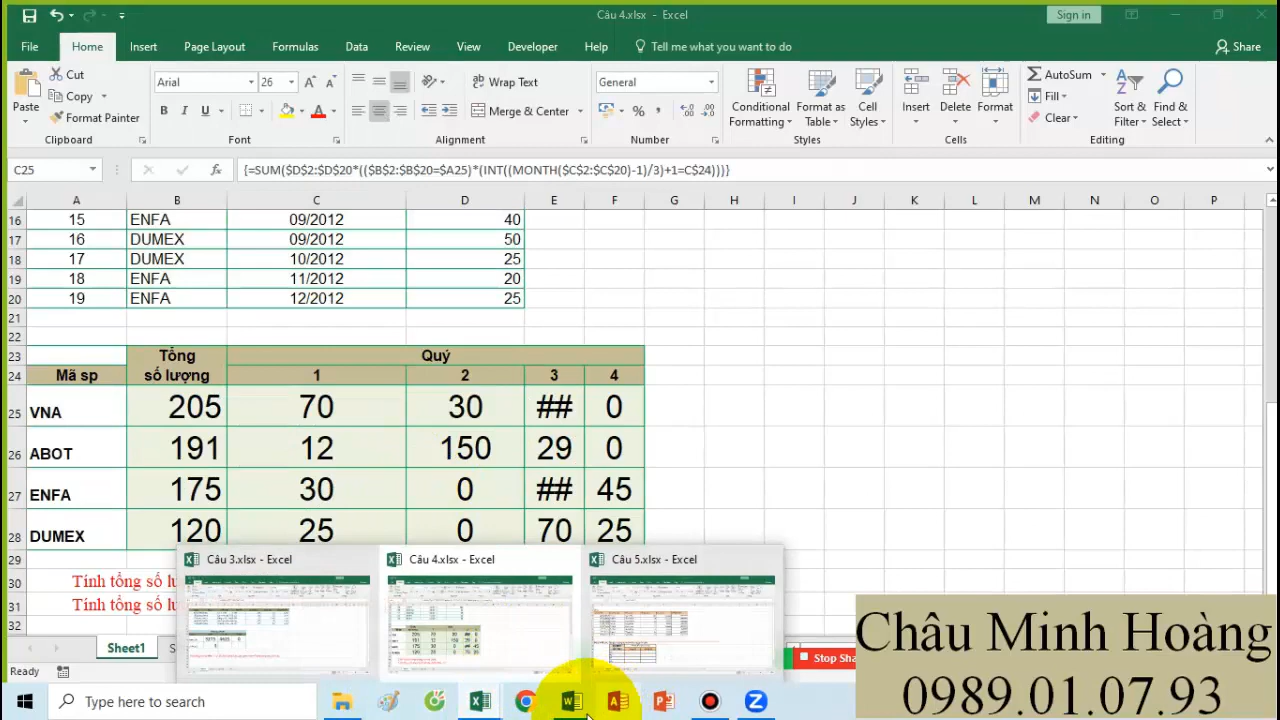 Câu 4.xlsx - Excel
Sign in
File Home Insert Page Layout Formulas Data Review View Developer Help Tell me what you want to do Share
Paste
Cut
Copy
Format Painter
Clipboard
Arial 26
B I U
Font
Wrap Text
Merge & Center
Alignment
General
Number
Conditional Formatting
Format as Table
Cell Styles
Styles
Insert Delete Format
Cells
AutoSum
Fill
Clear
Sort & Filter
Find & Select
Editing
C25 fx {=SUM($D$2:$D$20*(($B$2:$B$20=$A25)*(INT((MONTH($C$2:$C$20)-1)/3)+1=C$24)))}
A B C D E F G H I J K L M N O P
16 15 ENFA 09/2012 40
17 16 DUMEX 09/2012 50
18 17 DUMEX 10/2012 25
19 18 ENFA 11/2012 20
20 19 ENFA 12/2012 25
21
22
23 Tổng Quý
24 Mã sp số lượng 1 2 3 4
25 VNA 205 70 30 ## 0
26 ABOT 191 12 150 29 0
27 ENFA 175 30 0 ## 45
28 DUMEX 120 25 0 70 25
29
30 Tính tổng số
31 Tính tổng số
32
Câu 3.xlsx - Excel
Câu 4.xlsx - Excel
Câu 5.xlsx - Excel
Sheet1 S
Ready
Stop Sha
Châu Minh Hoàng
0989.01.07.93
Type here to search